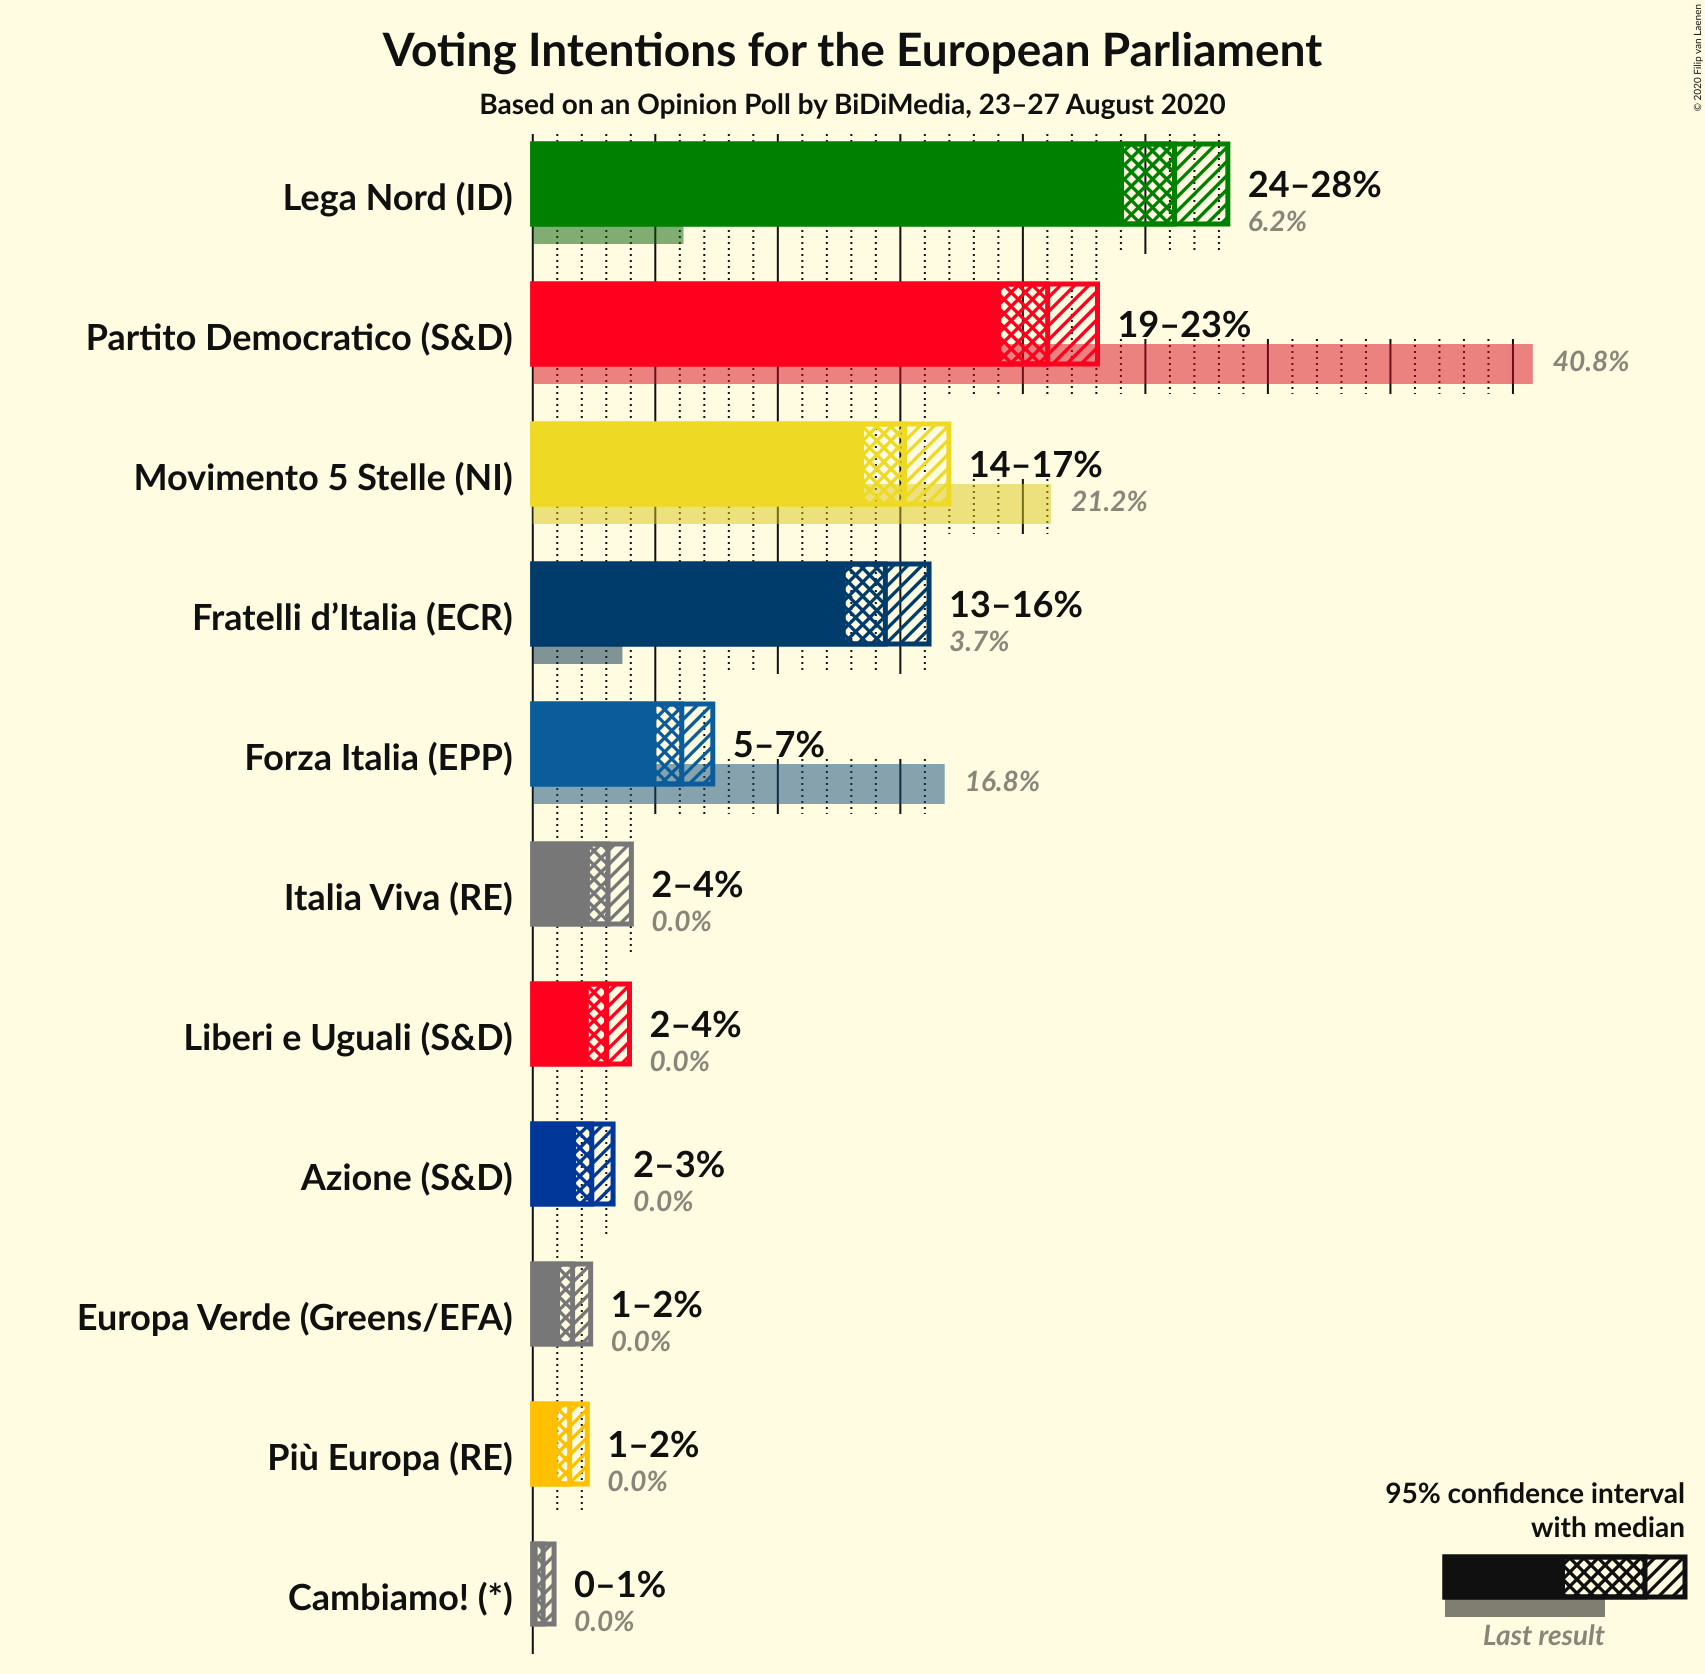 Voting Intentions for the European Parliament
Based on an Opinion Poll by BiDiMedia, 23–27 August 2020
© 2020 Filip van Laenen
Lega Nord (ID)
24–28%
6.2%
Partito Democratico (S&D)
19–23%
40.8%
Movimento 5 Stelle (NI)
14–17%
21.2%
Fratelli d’Italia (ECR)
13–16%
3.7%
Forza Italia (EPP)
5–7%
16.8%
Italia Viva (RE)
2–4%
0.0%
Liberi e Uguali (S&D)
2–4%
0.0%
Azione (S&D)
2–3%
0.0%
Europa Verde (Greens/EFA)
1–2%
0.0%
Più Europa (RE)
1–2%
0.0%
Cambiamo! (*)
0–1%
0.0%
95% confidence interval
with median
Last result